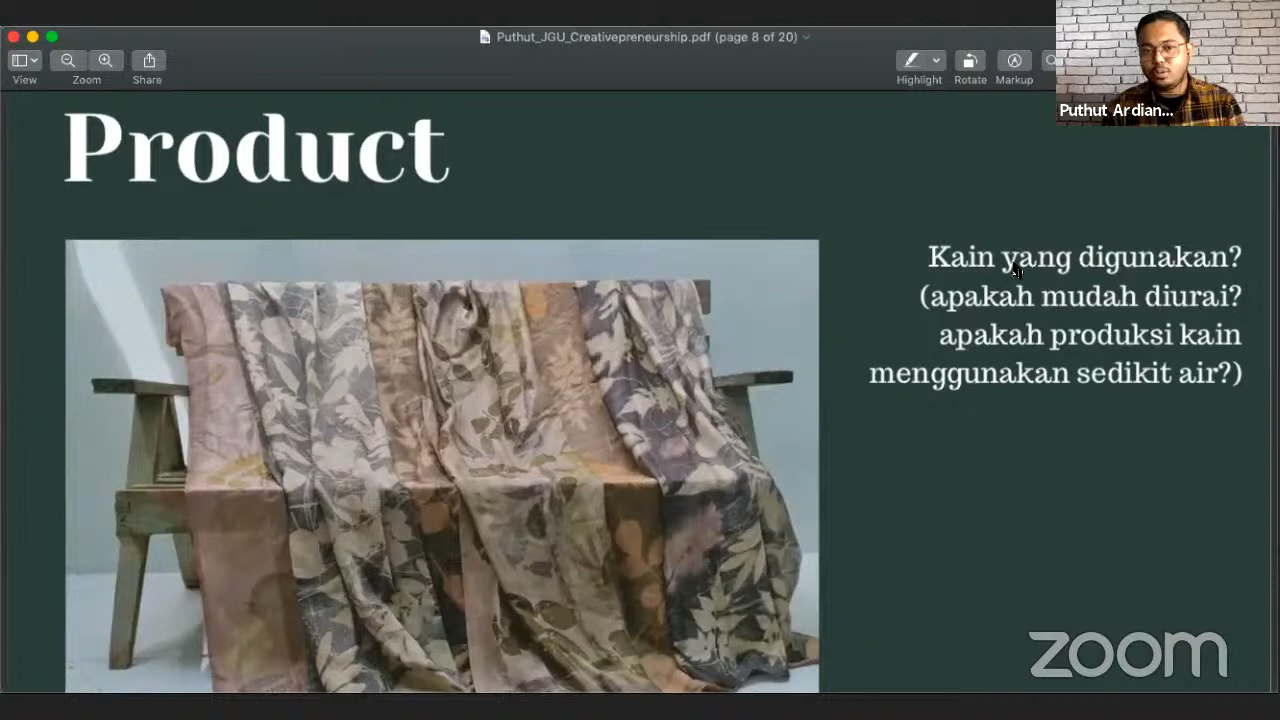 Puthut_JGU_Creativepreneurship.pdf (page 8 of 20)
View
Zoom
Share
Highlight
Rotate
Markup
Puthut Ardian...
Product
Kain yang digunakan?
(apakah mudah diurai?
apakah produksi kain
menggunakan sedikit air?)
zoom